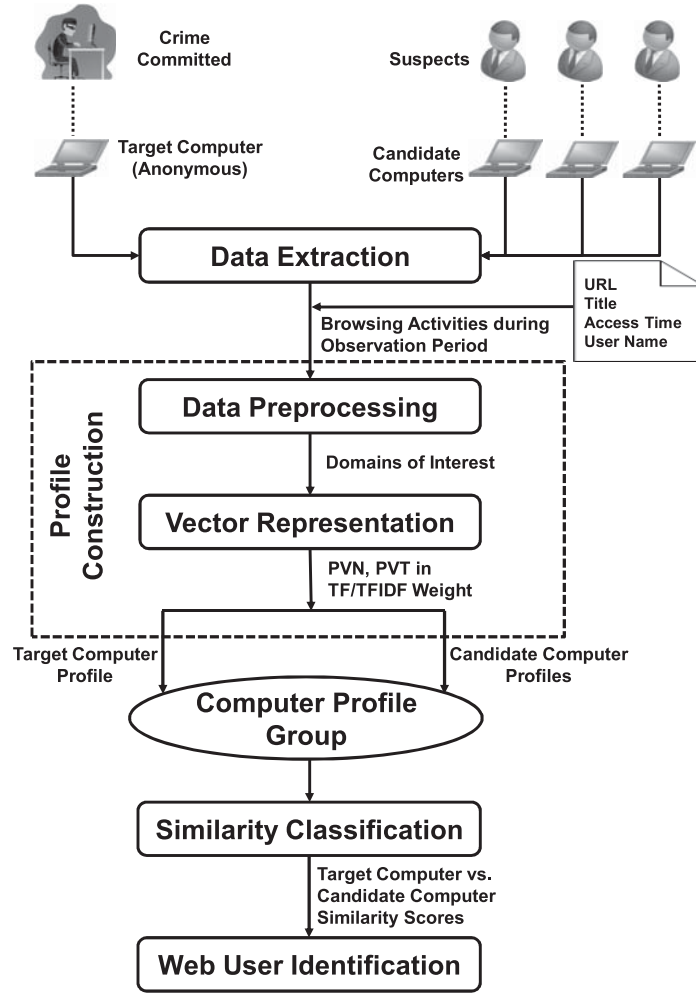 Crime
Committed
Suspects
Target Computer
(Anonymous)
Candidate
Computers
Data Extraction
URL
Title
Access Time
User Name
Browsing Activities during
Observation Period
Profile
Construction
Data Preprocessing
Domains of Interest
Vector Representation
PVN, PVT in
TF/TFIDF Weight
Target Computer
Profile
Candidate Computer
Profiles
Computer Profile
Group
Similarity Classification
Target Computer vs.
Candidate Computer
Similarity Scores
Web User Identification